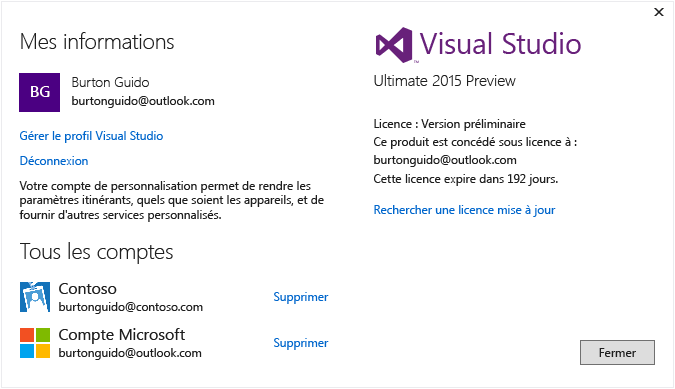 Mes informations
BG
Burton Guido
burtonguido@outlook.com
Gérer le profil Visual Studio
Déconnexion
Votre compte de personnalisation permet de rendre les
paramètres itinérants, quels que soient les appareils, et de
fournir d'autres services personnalisés.
Tous les comptes
Contoso
burtonguido@contoso.com
Supprimer
Compte Microsoft
burtonguido@outlook.com
Supprimer
Visual Studio
™
Ultimate 2015 Preview
Licence : Version préliminaire
Ce produit est concédé sous licence à :
burtonguido@outlook.com
Cette licence expire dans 192 jours.
Rechercher une licence mise à jour
Fermer